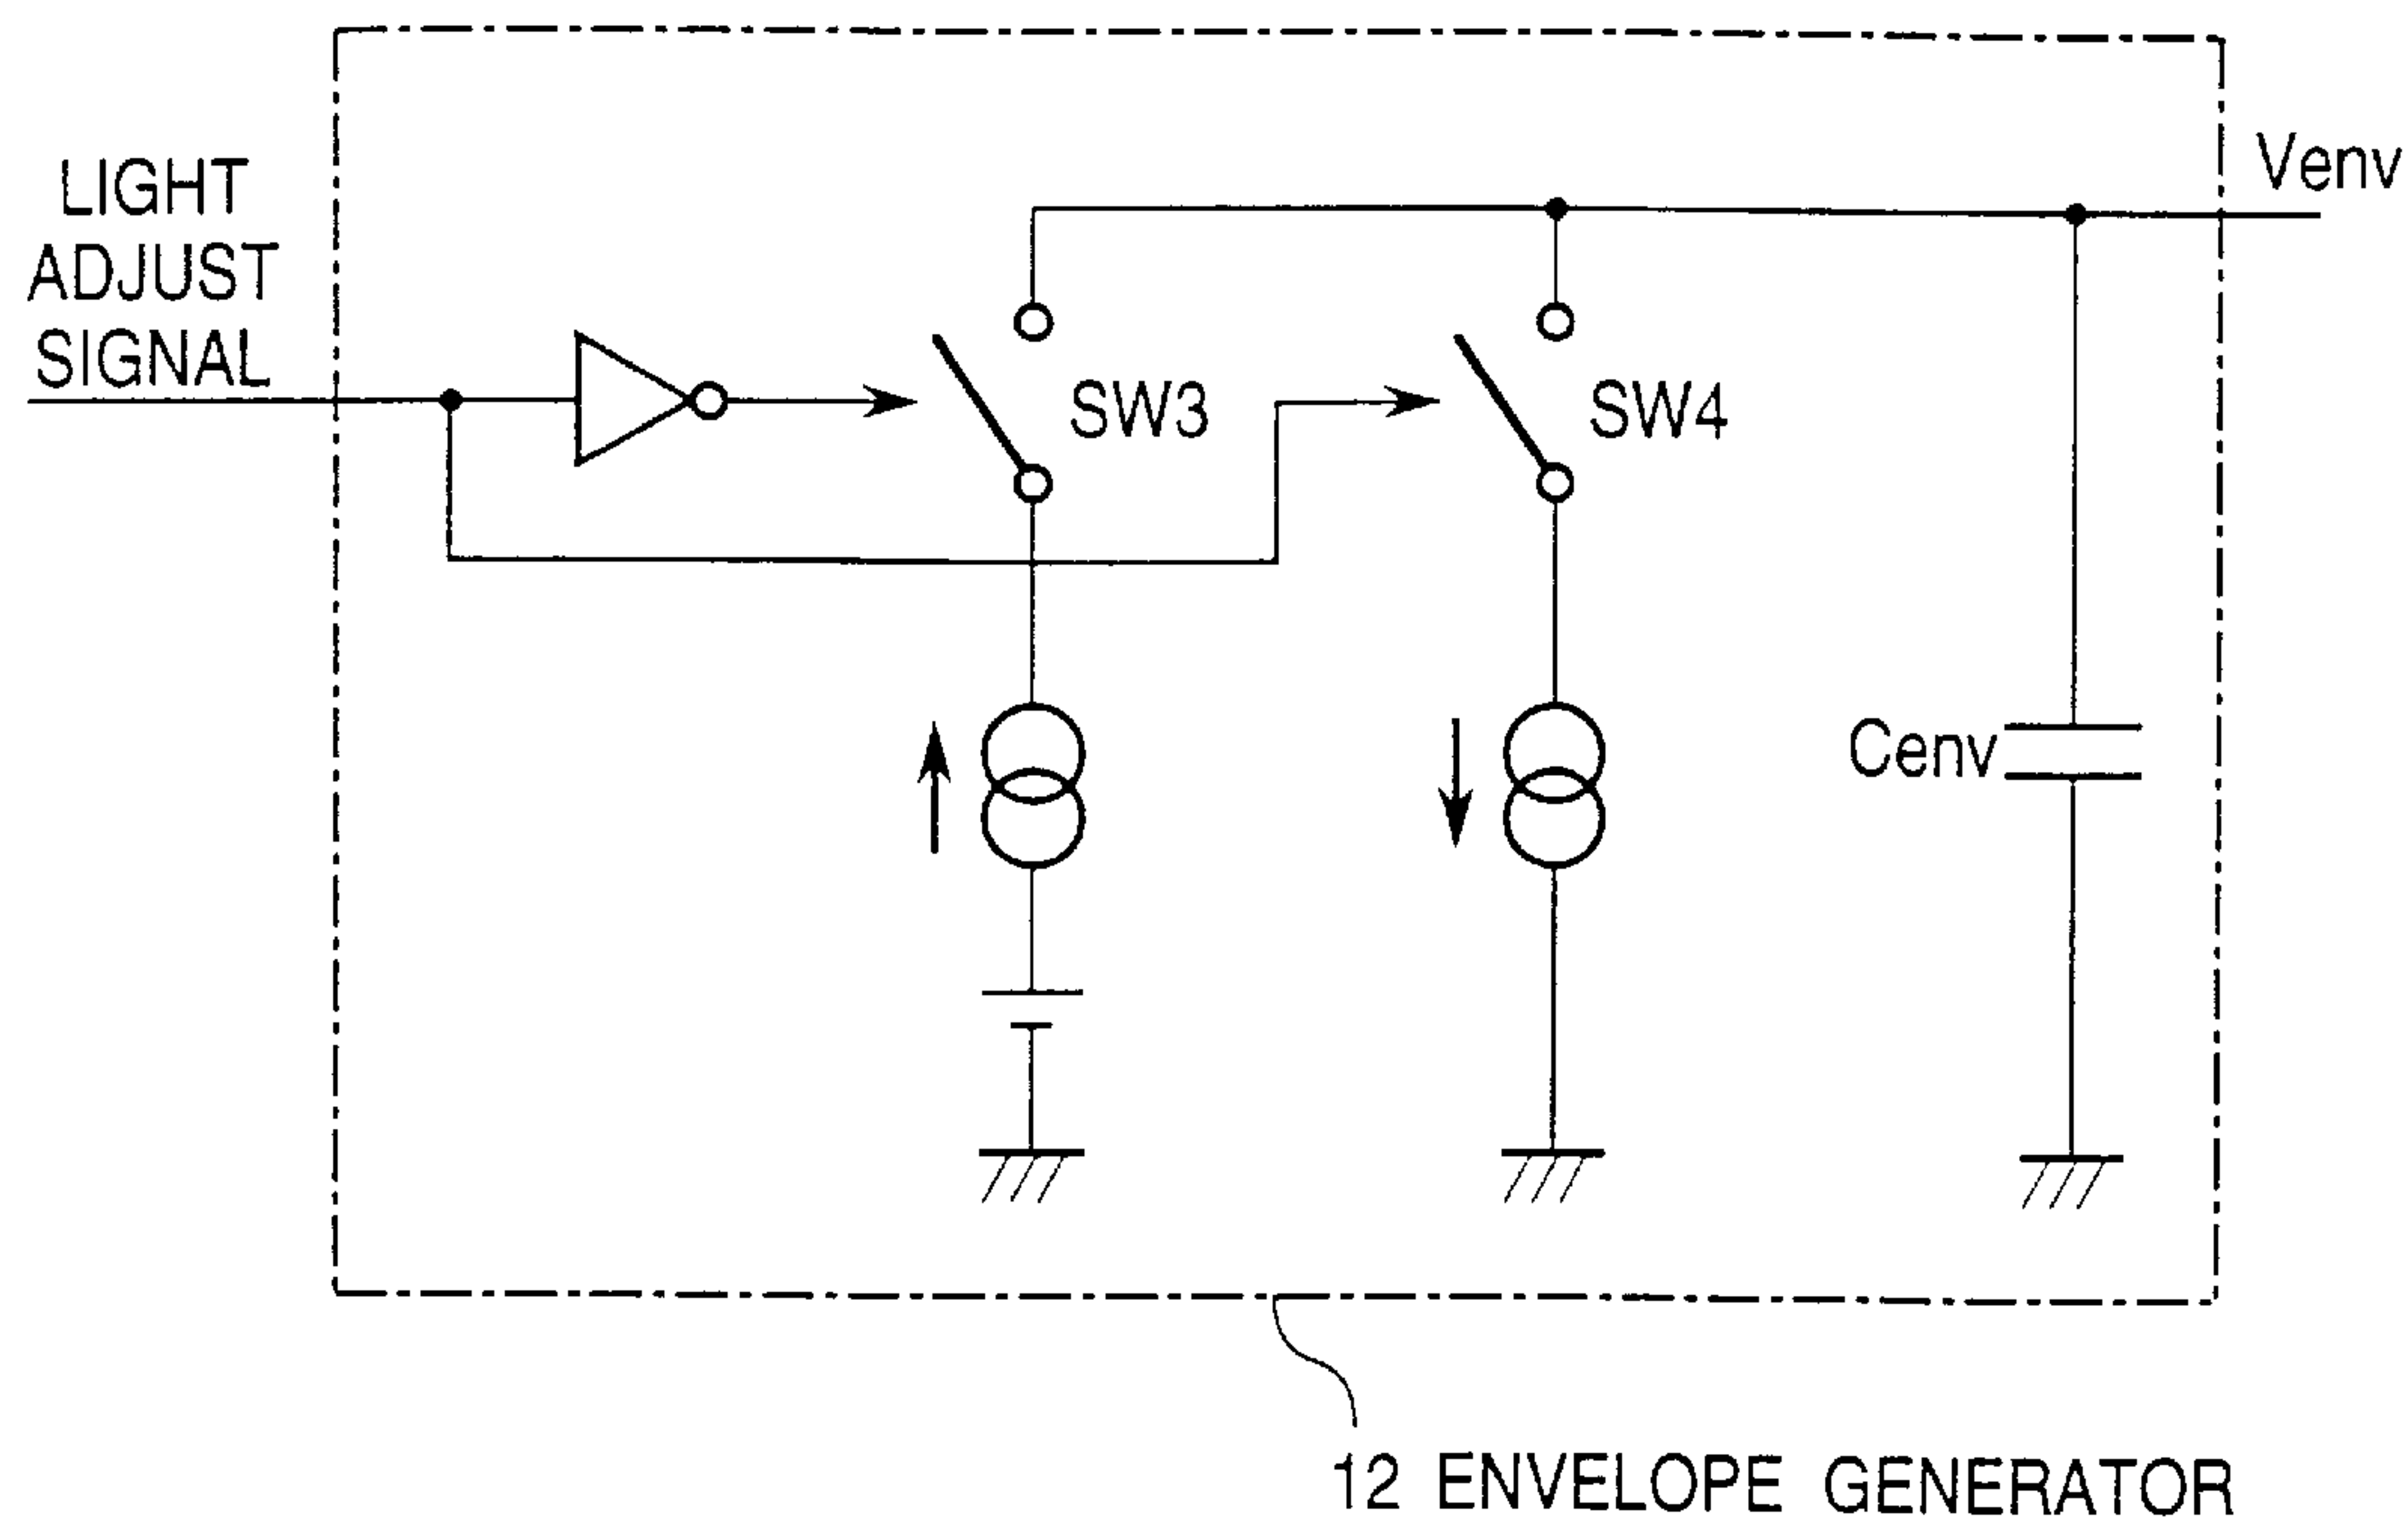 LIGHT
ADJUST
SIGNAL
Venv
SW3
SW4
Cenv
12 ENVELOPE GENERATOR